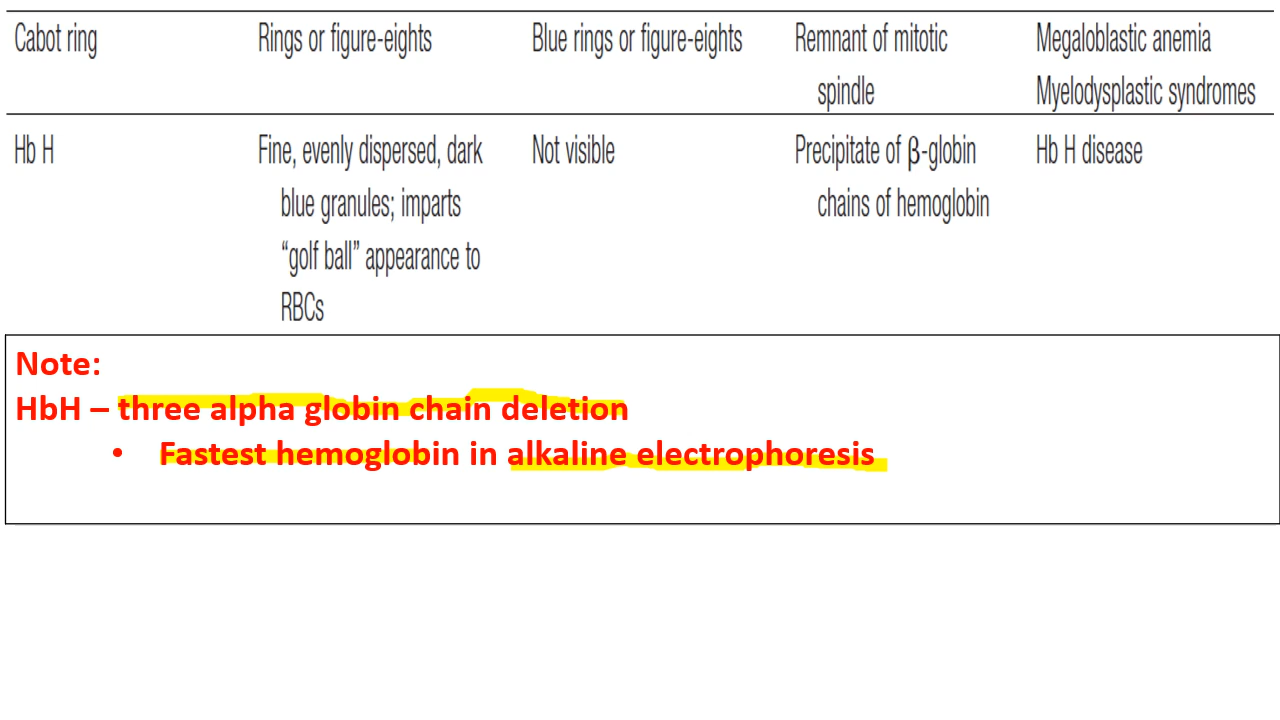 Cabot ring Rings or figure-eights Blue rings or figure-eights Remnant of mitotic Megaloblastic anemia
spindle Myelodysplastic syndromes
Hb H Fine, evenly dispersed, dark Not visible Precipitate of β-globin Hb H disease
blue granules; imparts chains of hemoglobin
“golf ball” appearance to
RBCs
Note:
HbH – three alpha globin chain deletion
• Fastest hemoglobin in alkaline electrophoresis